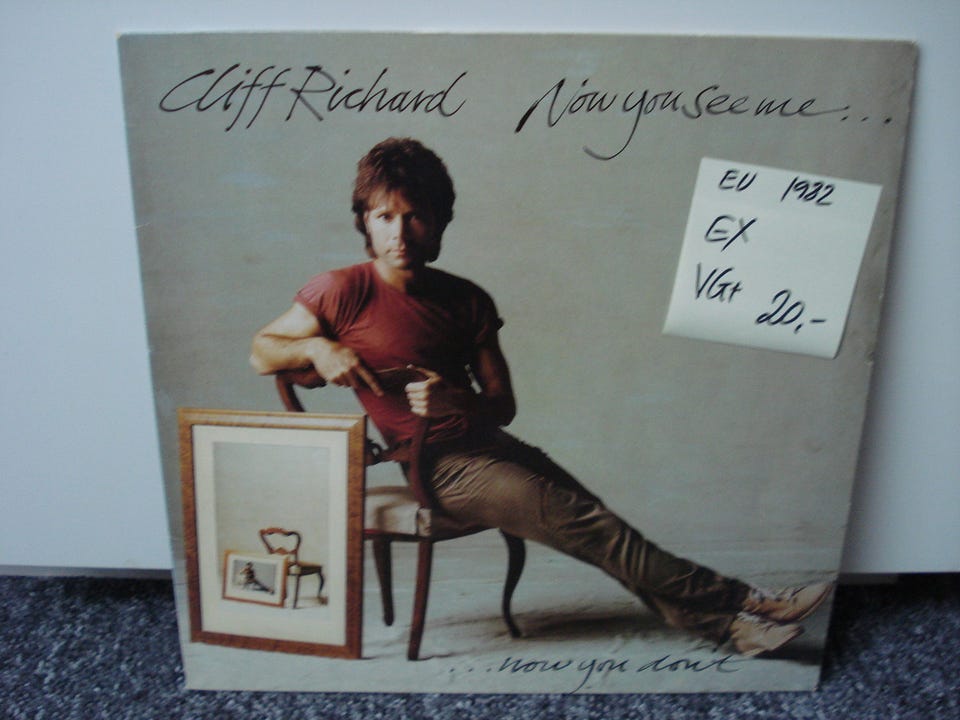 Cliff Richard
Now you see me...
EU 1982
EX
VG+ 20,-
...now you don't